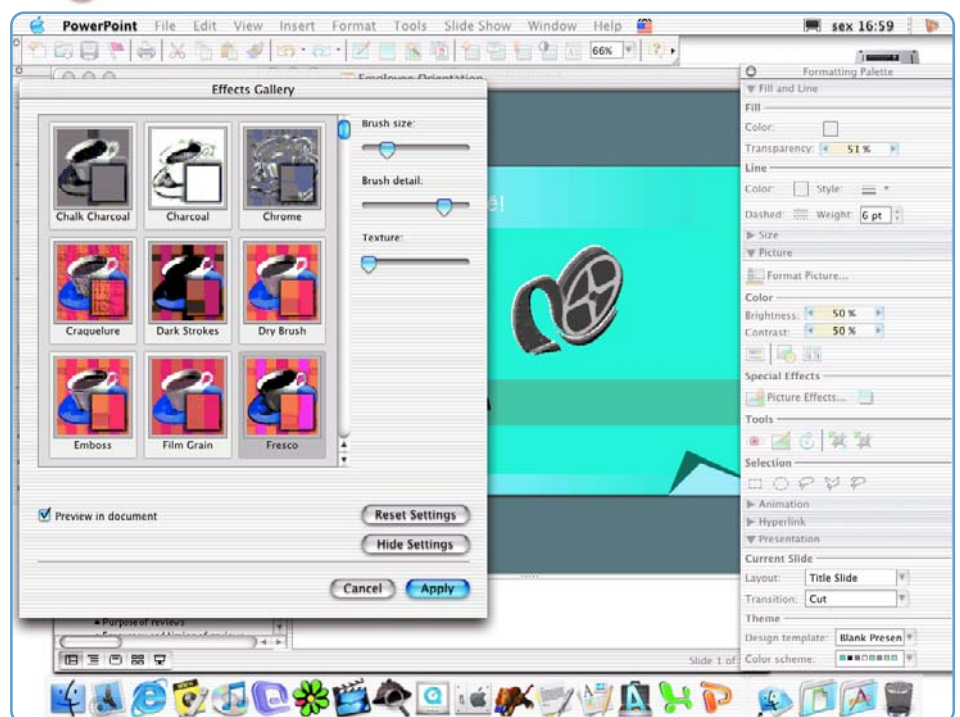 PowerPoint File Edit View Insert Format Tools Slide Show Window Help sex 16:59
66%
Employee Orientation
Effects Gallery
Chalk Charcoal Charcoal Chrome
Craquelure Dark Strokes Dry Brush
Emboss Film Grain Fresco
Brush size:
Brush detail:
Texture:
Preview in document
Reset Settings
Hide Settings
Cancel Apply
Purpose of reviews
Slide 1 of
Formatting Palette
Fill and Line
Fill
Color:
Transparency: 51 %
Line
Color: Style:
Dashed: Weight: 6 pt
Size
Picture
Format Picture...
Color
Brightness: 50 %
Contrast: 50 %
Special Effects
Picture Effects...
Tools
Selection
Animation
Hyperlink
Presentation
Current Slide
Layout: Title Slide
Transition: Cut
Theme
Design template: Blank Presen
Color scheme: